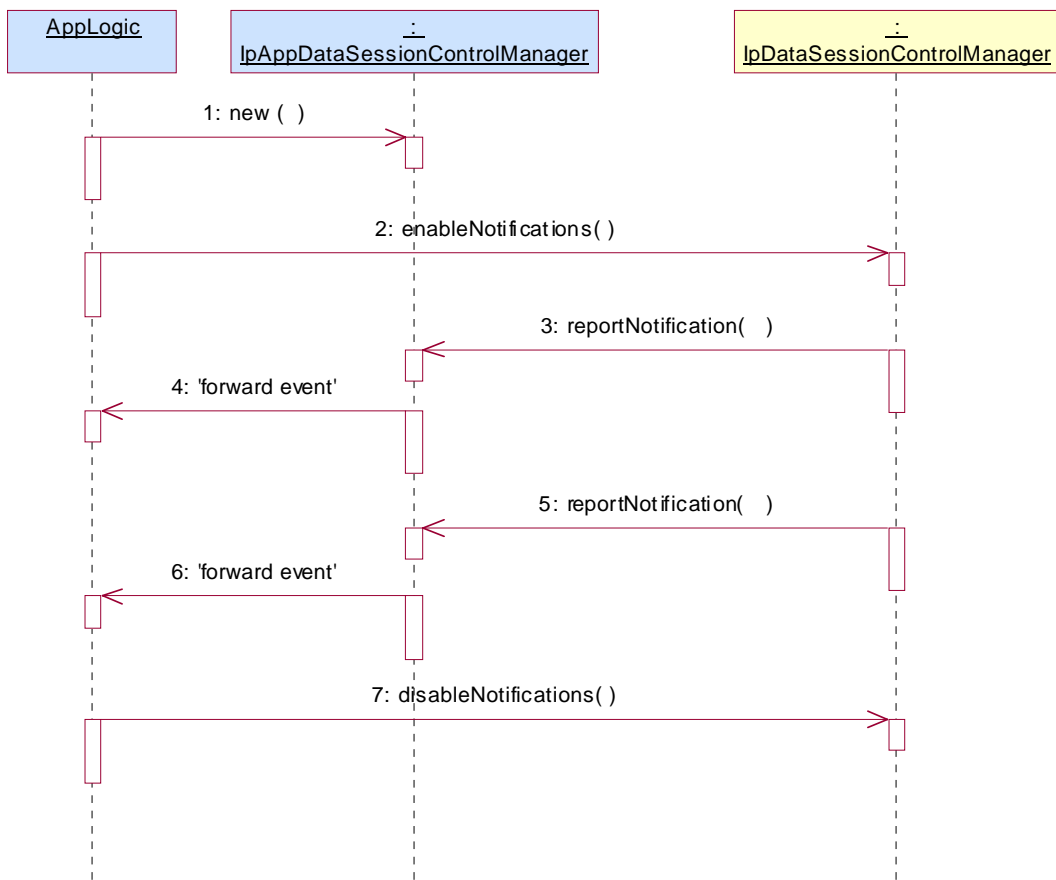 AppLogic
:
IpAppDataSessionControlManager
:
IpDataSessionControlManager
1: new ( )
2: enableNotifications( )
3: reportNotification( )
4: 'forward event'
5: reportNotification( )
6: 'forward event'
7: disableNotifications( )